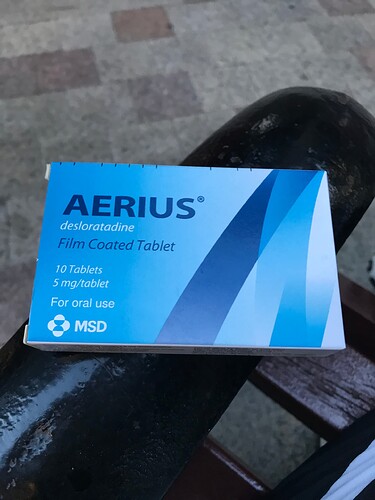 AERIUS®
desloratadine
Film Coated Tablet
10 Tablets
5 mg/tablet
For oral use
MSD